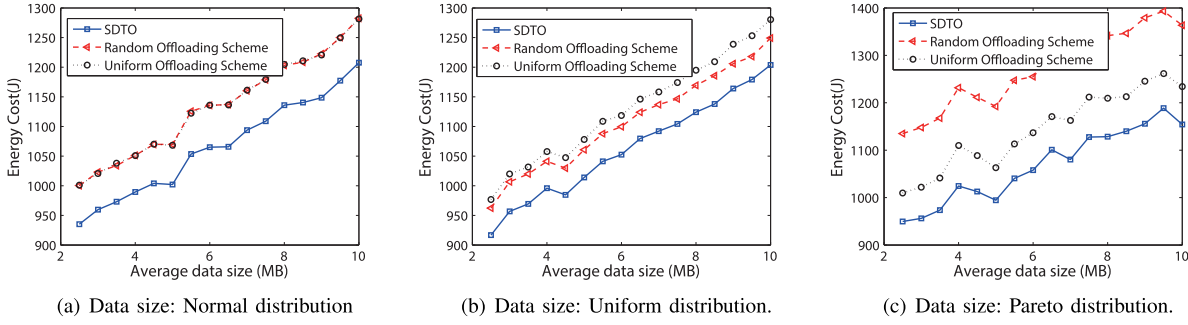 1300
1250
1200
1150
1100
1050
1000
950
900
Energy Cost(J)
SDTO
Random Offloading Scheme
Uniform Offloading Scheme
2 4 6 8 10
Average data size (MB)
(a) Data size: Normal distribution
1300
1250
1200
1150
1100
1050
1000
950
900
Energy Cost(J)
SDTO
Random Offloading Scheme
Uniform Offloading Scheme
2 4 6 8 10
Average data size (MB)
(b) Data size: Uniform distribution.
1400
1300
1200
1100
1000
900
Energy Cost(J)
SDTO
Random Offloading Scheme
Uniform Offloading Scheme
2 4 6 8 10
Average data size (MB)
(c) Data size: Pareto distribution.